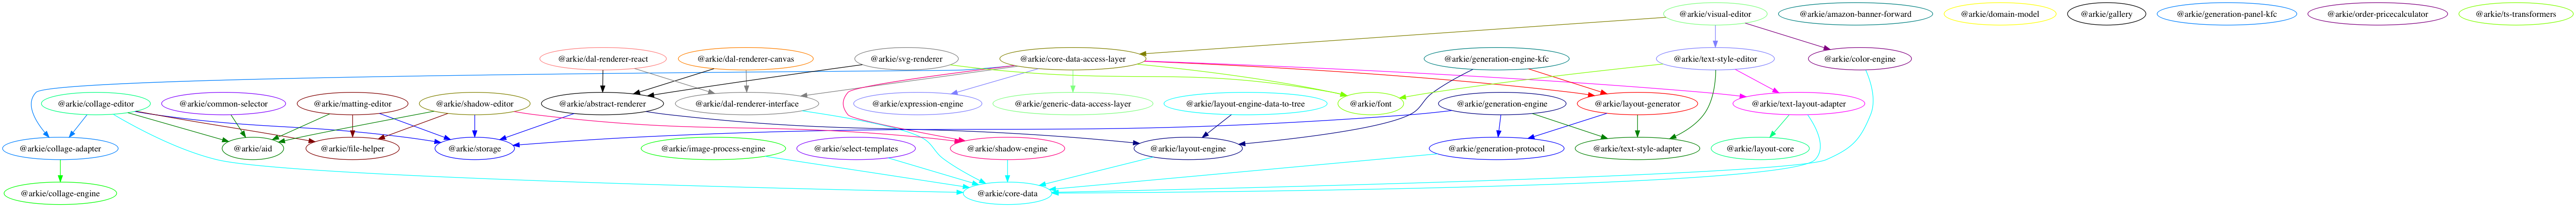 @arkie/visual-editor
@arkie/amazon-banner-forward
@arkie/domain-model
@arkie/gallery
@arkie/generation-panel-kfc
@arkie/order-pricecalculator
@arkie/ts-transformers
@arkie/dal-renderer-react
@arkie/dal-renderer-canvas
@arkie/svg-renderer
@arkie/core-data-access-layer
@arkie/generation-engine-kfc
@arkie/text-style-editor
@arkie/color-engine
@arkie/collage-editor
@arkie/common-selector
@arkie/matting-editor
@arkie/shadow-editor
@arkie/abstract-renderer
@arkie/dal-renderer-interface
@arkie/expression-engine
@arkie/generic-data-access-layer
@arkie/layout-engine-data-to-tree
@arkie/font
@arkie/generation-engine
@arkie/layout-generator
@arkie/text-layout-adapter
@arkie/collage-adapter
@arkie/aid
@arkie/file-helper
@arkie/storage
@arkie/image-process-engine
@arkie/select-templates
@arkie/shadow-engine
@arkie/layout-engine
@arkie/generation-protocol
@arkie/text-style-adapter
@arkie/layout-core
@arkie/collage-engine
@arkie/core-data